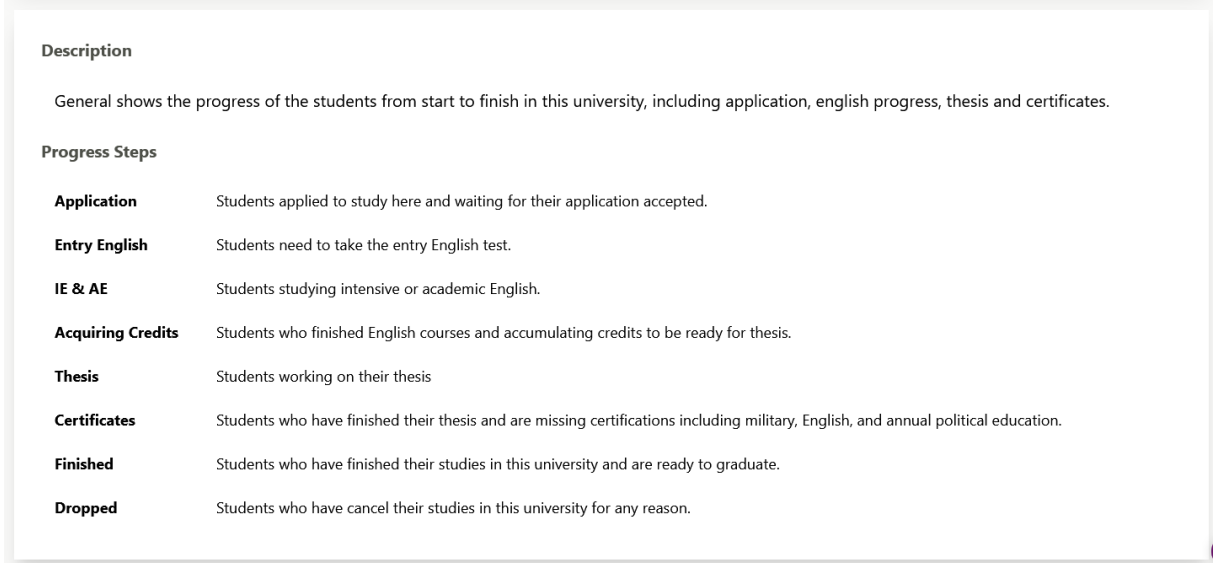 Description
General shows the progress of the students from start to finish in this university, including application, english progress, thesis and certificates.
Progress Steps
Application Students applied to study here and waiting for their application accepted.
Entry English Students need to take the entry English test.
IE & AE Students studying intensive or academic English.
Acquiring Credits Students who finished English courses and accumulating credits to be ready for thesis.
Thesis Students working on their thesis
Certificates Students who have finished their thesis and are missing certifications including military, English, and annual political education.
Finished Students who have finished their studies in this university and are ready to graduate.
Dropped Students who have cancel their studies in this university for any reason.